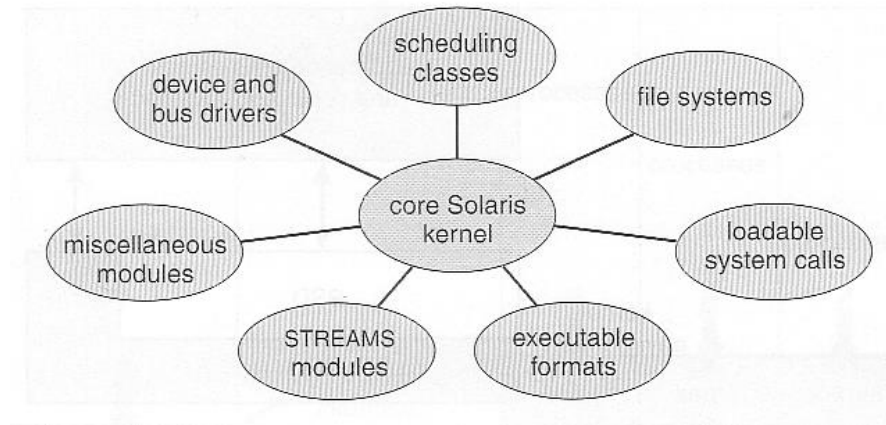 scheduling
classes
device and
bus drivers
file systems
core Solaris
kernel
miscellaneous
modules
loadable
system calls
STREAMS
modules
executable
formats